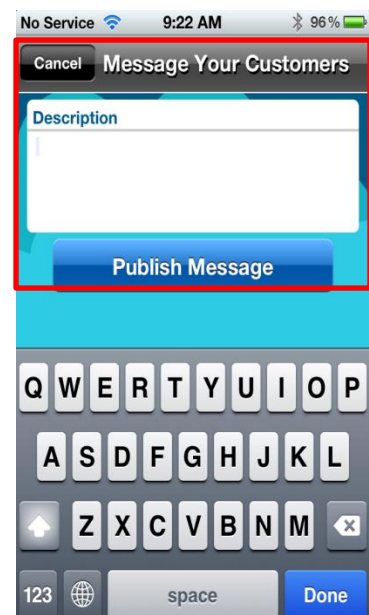 No Service 9:22 AM 96%
Cancel Message Your Customers
Description
Publish Message
Q W E R T Y U I O P
A S D F G H J K L
Z X C V B N M
123 space Done